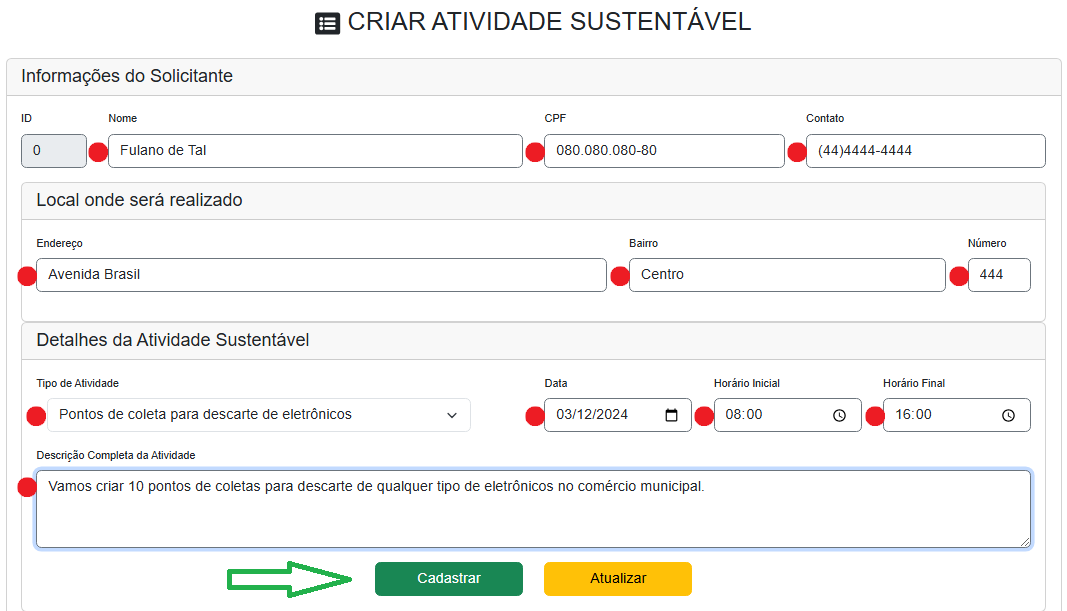 CRIAR ATIVIDADE SUSTENTÁVEL
Informações do Solicitante
ID Nome CPF Contato
0 Fulano de Tal 080.080.080-80 (44)4444-4444
Local onde será realizado
Endereço Bairro Número
Avenida Brasil Centro 444
Detalhes da Atividade Sustentável
Tipo de Atividade Data Horário Inicial Horário Final
Pontos de coleta para descarte de eletrônicos 03/12/2024 08:00 16:00
Descrição Completa da Atividade
Vamos criar 10 pontos de coletas para descarte de qualquer tipo de eletrônicos no comércio municipal.
Cadastrar Atualizar